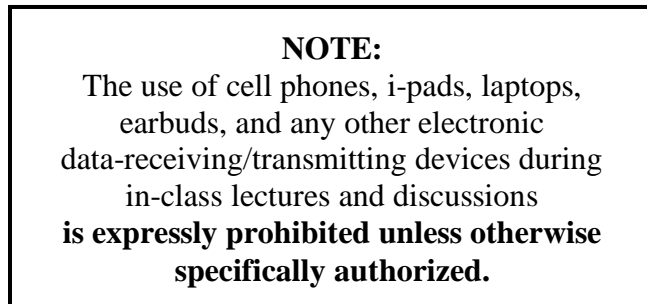 NOTE:
The use of cell phones, i-pads, laptops,
earbuds, and any other electronic
data-receiving/transmitting devices during
in-class lectures and discussions
is expressly prohibited unless otherwise
specifically authorized.